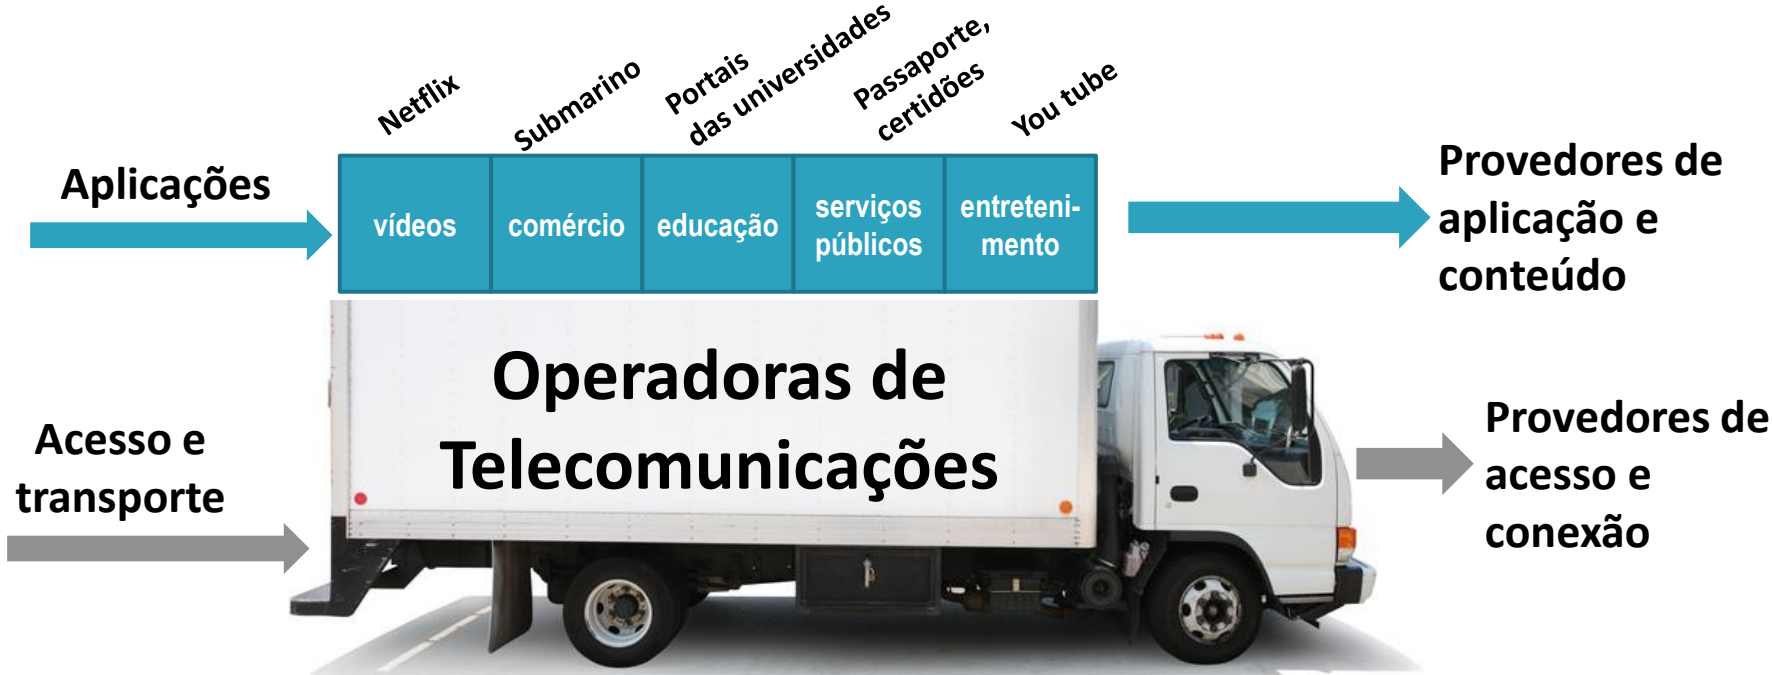 Netflix
Submarino
Portais
das universidades
Passaporte,
certidões
You tube
Aplicações
vídeos
comércio
educação
serviços
públicos
entreteni-
mento
Provedores de
aplicação e
conteúdo
Operadoras de
Telecomunicações
Acesso e
transporte
Provedores de
acesso e
conexão